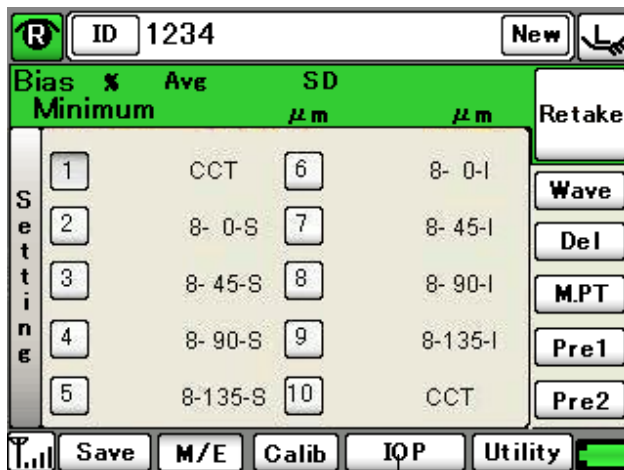 R ID 1234 New L
Bias % Avg SD
Minimum μm μm
Retake
Setting
1 CCT 6 8- 0-I
Wave
2 8- 0-S 7 8- 45-I
Del
3 8- 45-S 8 8- 90-I
M.PT
4 8- 90-S 9 8-135-I
Pre1
5 8-135-S 10 CCT
Pre2
Save M/E Calib IOP Utility